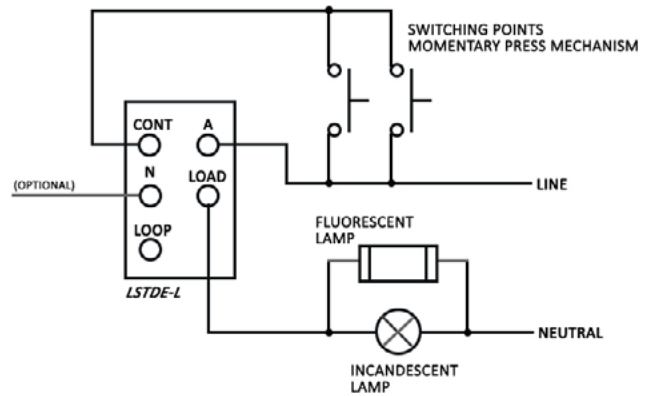 SWITCHING POINTS
MOMENTARY PRESS MECHANISM
CONT
A
N
LOAD
(OPTIONAL)
LINE
LOOP
FLUORESCENT
LAMP
LSTDE-L
NEUTRAL
INCANDESCENT
LAMP